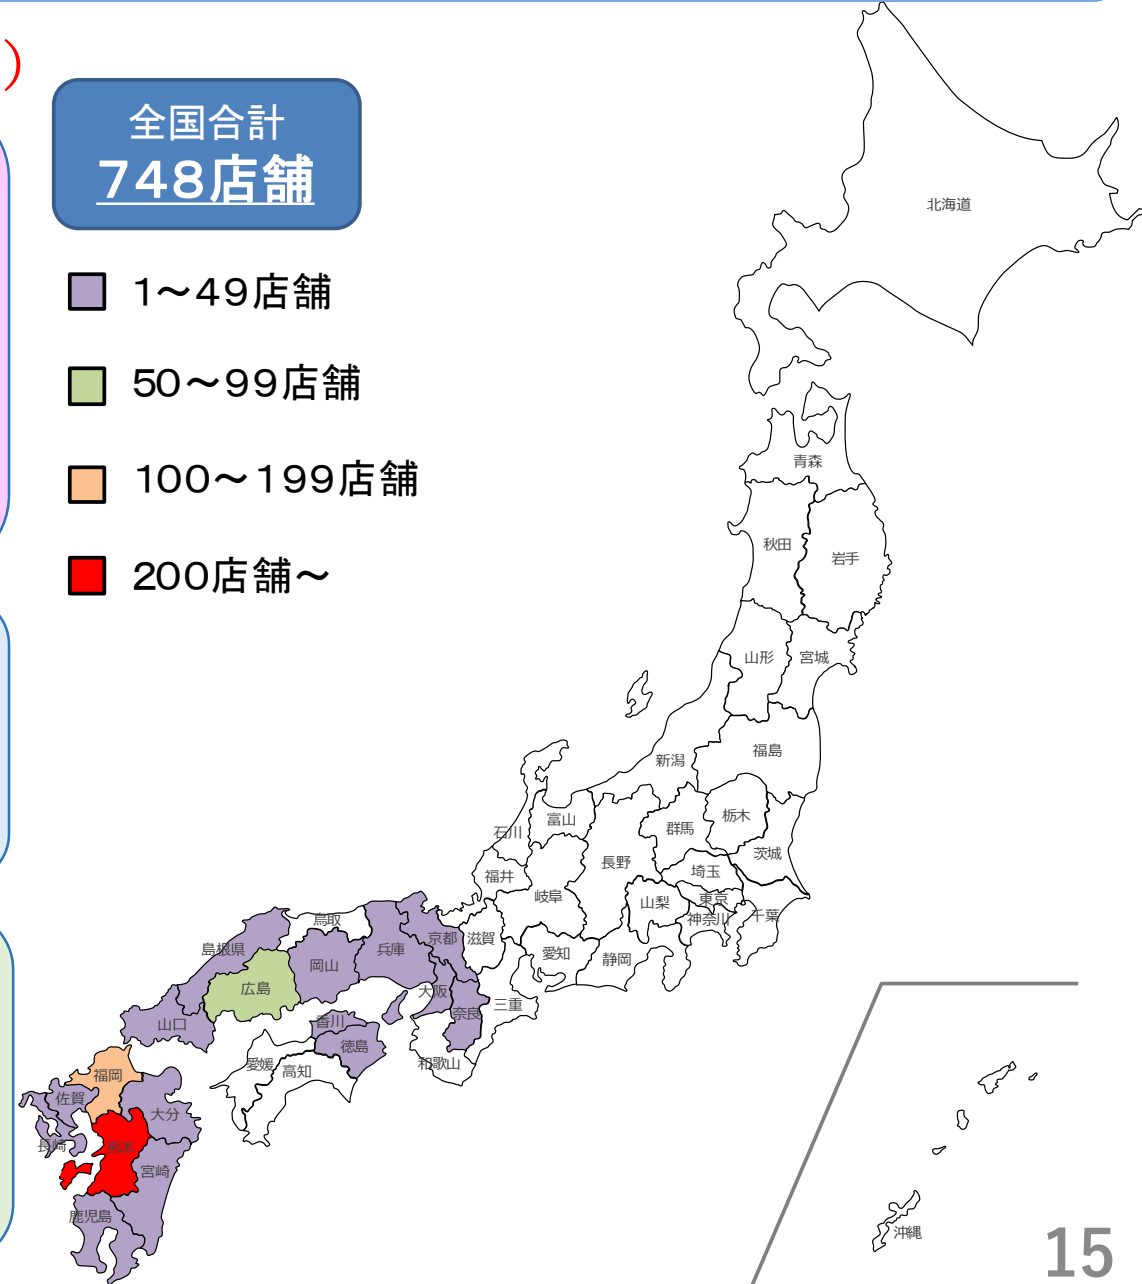 )
全国合計
748店舗
1～49店舗
50～99店舗
100～199店舗
200店舗～
北海道
青森
秋田
岩手
山形
宮城
新潟
福島
石川
富山
群馬
栃木
茨城
福井
長野
埼玉
岐阜
山梨
東京
神奈川
千葉
鳥取
島根県
岡山
兵庫
京都
滋賀
愛知
静岡
広島
大阪
奈良
三重
山口
香川
徳島
愛媛
高知
和歌山
福岡
佐賀
大分
長崎
熊本
宮崎
鹿児島
沖縄
15